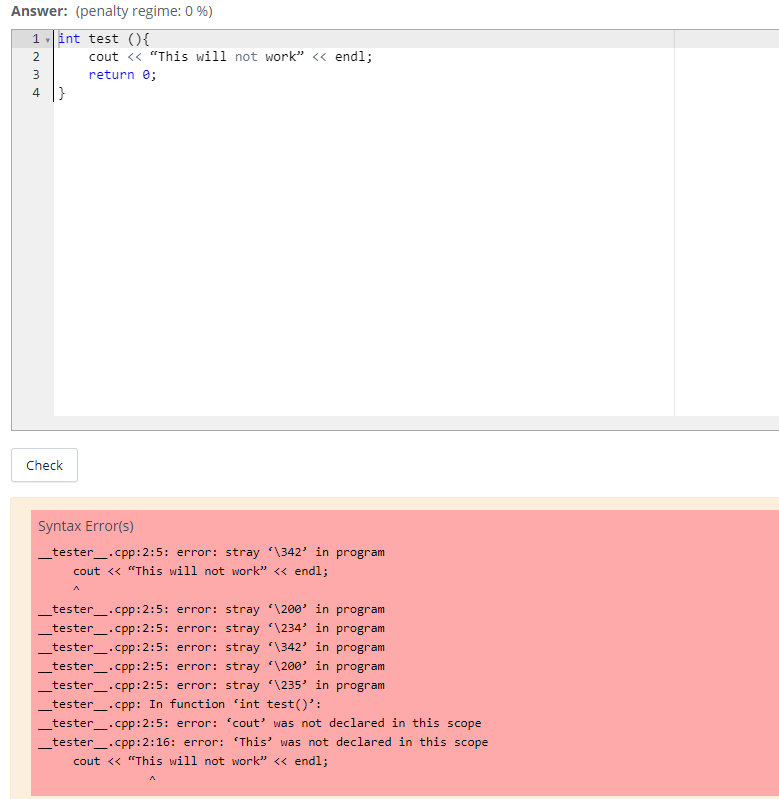 Answer: (penalty regime: 0 %)
1 int test (){
2 cout << “This will not work” << endl;
3 return 0;
4 }
Check
Syntax Error(s)
__tester__.cpp:2:5: error: stray ‘\342’ in program
cout << “This will not work” << endl;
^
__tester__.cpp:2:5: error: stray ‘\200’ in program
__tester__.cpp:2:5: error: stray ‘\234’ in program
__tester__.cpp:2:5: error: stray ‘\342’ in program
__tester__.cpp:2:5: error: stray ‘\200’ in program
__tester__.cpp:2:5: error: stray ‘\235’ in program
__tester__.cpp: In function ‘int test()’:
__tester__.cpp:2:5: error: ‘cout’ was not declared in this scope
__tester__.cpp:2:16: error: ‘This’ was not declared in this scope
cout << “This will not work” << endl;
^